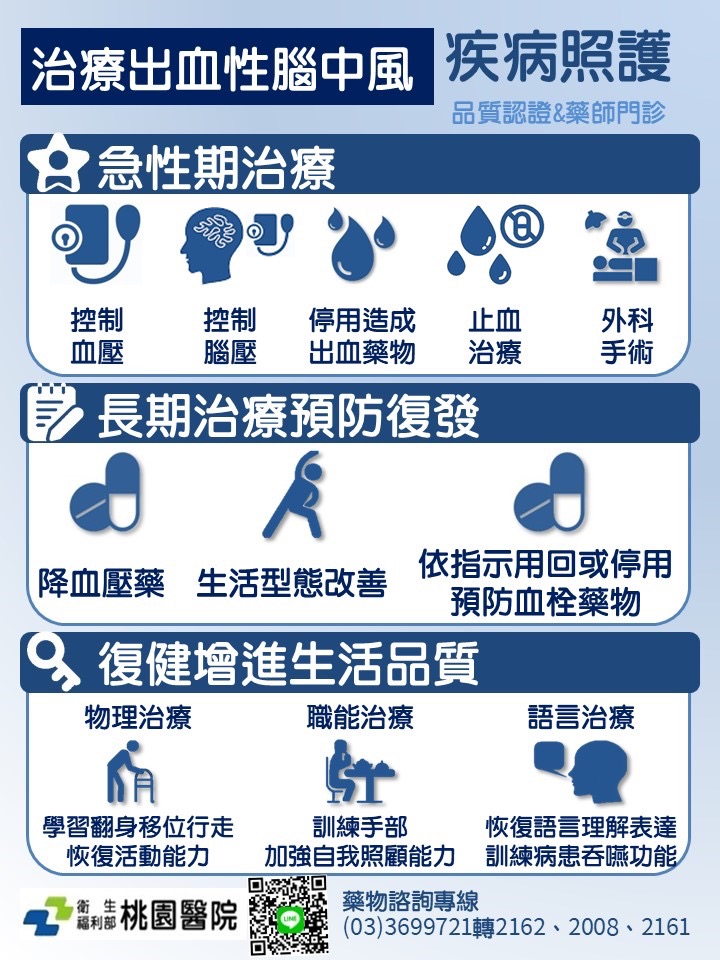 治療出血性腦中風
疾病照護
品質認證&藥師門診
急性期治療
控制
血壓
控制
腦壓
停用造成
出血藥物
止血
治療
外科
手術
長期治療預防復發
降血壓藥
生活型態改善
依指示用回或停用
預防血栓藥物
復健增進生活品質
物理治療
學習翻身移位行走
恢復活動能力
職能治療
訓練手部
加強自我照顧能力
語言治療
恢復語言理解表達
訓練病患吞嚥功能
衛生
福利部
桃園醫院
LINE
藥物諮詢專線
(03)3699721轉2162、2008、2161